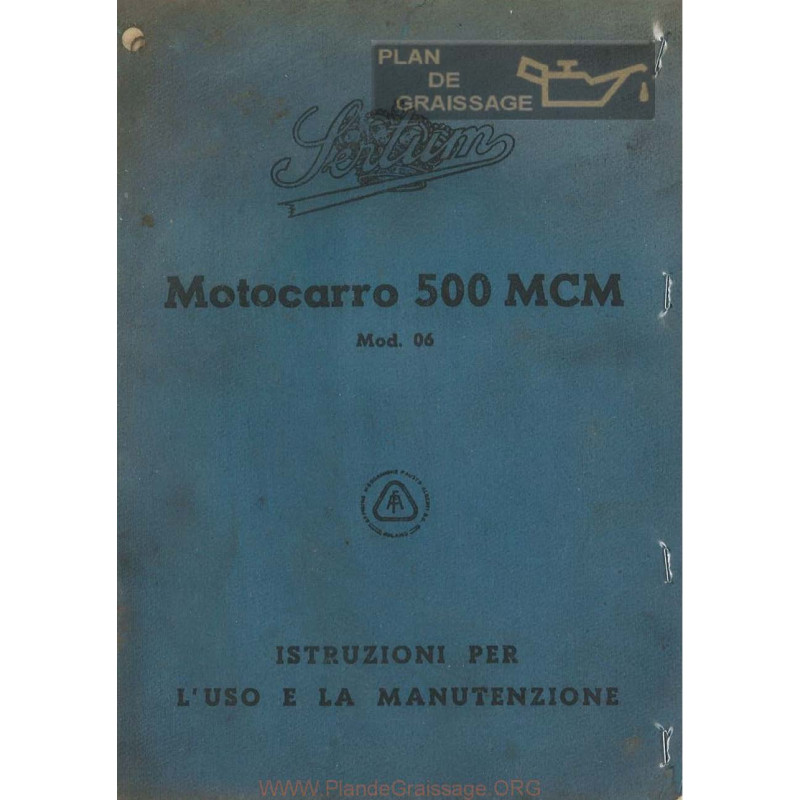 PLAN
DE
GRAISSAGE
Sertum
Motocarro 500 MCM
Mod. 06
ISTRUZIONI PER
L'USO E LA MANUTENZIONE
WWW.PlandeGraissage.ORG